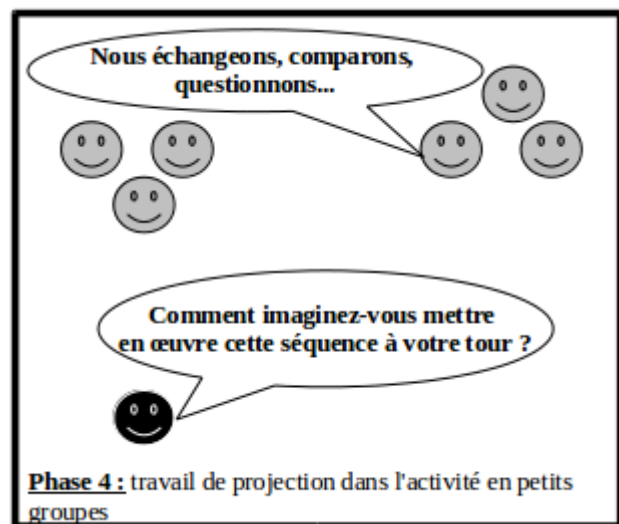 Nous échangeons, comparons,
questionnons...
Comment imaginez-vous mettre
en œuvre cette séquence à votre tour ?
Phase 4 : travail de projection dans l'activité en petits
groupes